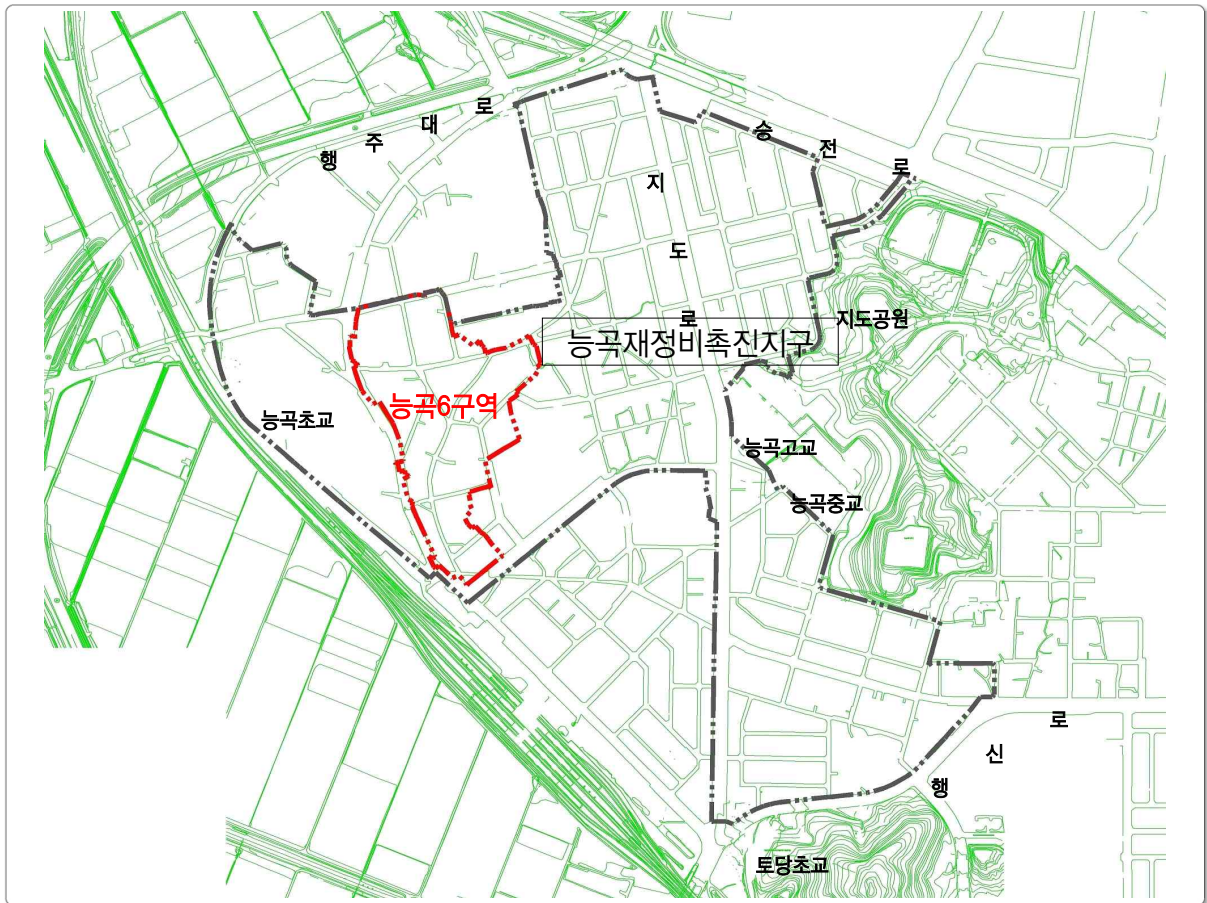 행주대로
승전로
지도로
지도공원
능곡재정비촉진지구
능곡6구역
능곡초교
능곡고교
능곡중교
행신로
토당초교